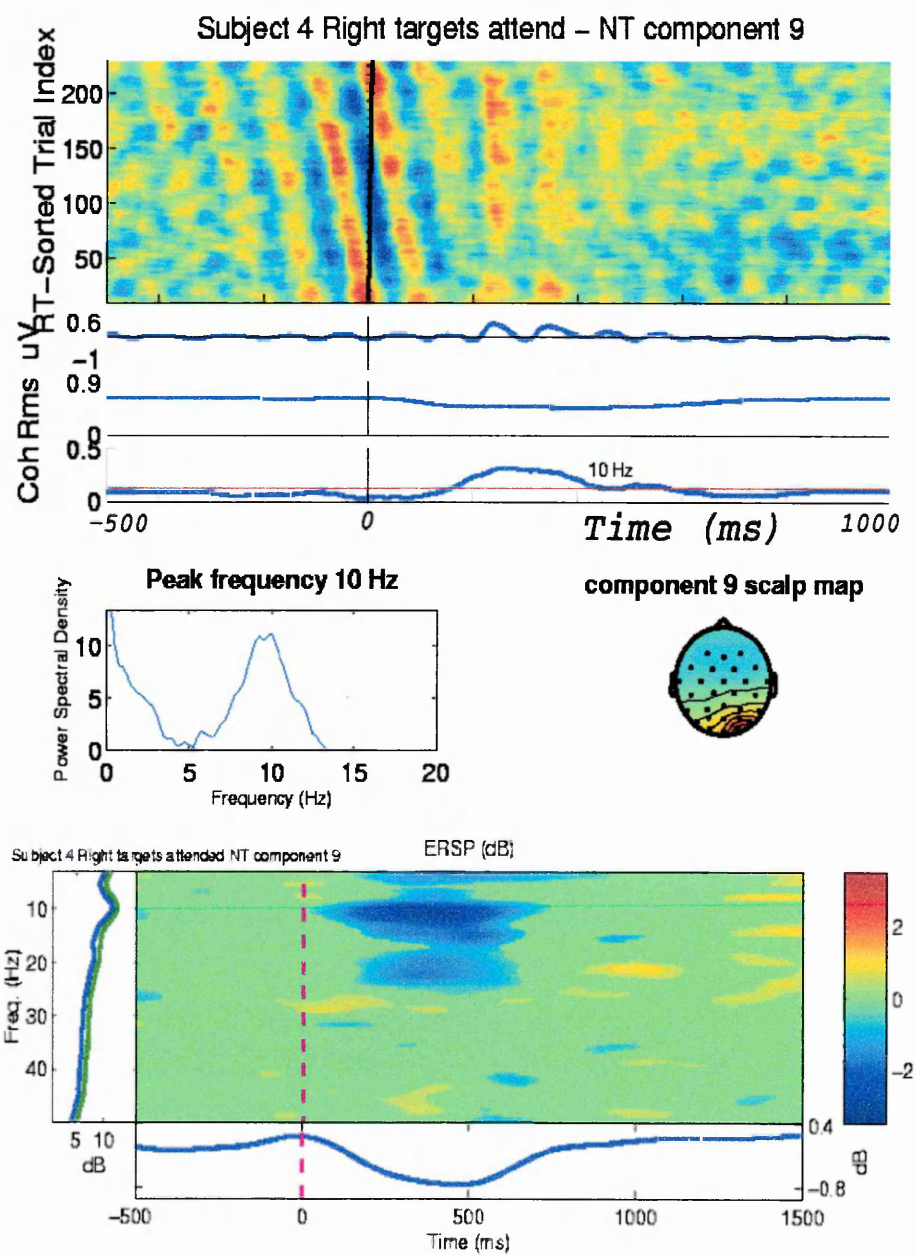 Subject 4 Right targets attend – NT component 9
RT-Sorted Trial Index
200
150
100
50
uV
0.6
−1
Rms
0.9
0
Coh
0.5
0
10 Hz
−500
0
Time (ms)
1000
Peak frequency 10 Hz
Power Spectral Density
10
5
0
0 5 10 15 20
Frequency (Hz)
component 9 scalp map
Subject 4 Right targets attended NT component 9
ERSP (dB)
Freq. (Hz)
10
20
30
40
5 10
dB
2
0
−2
0.4
−0.8
dB
−500 0 500 1000 1500
Time (ms)